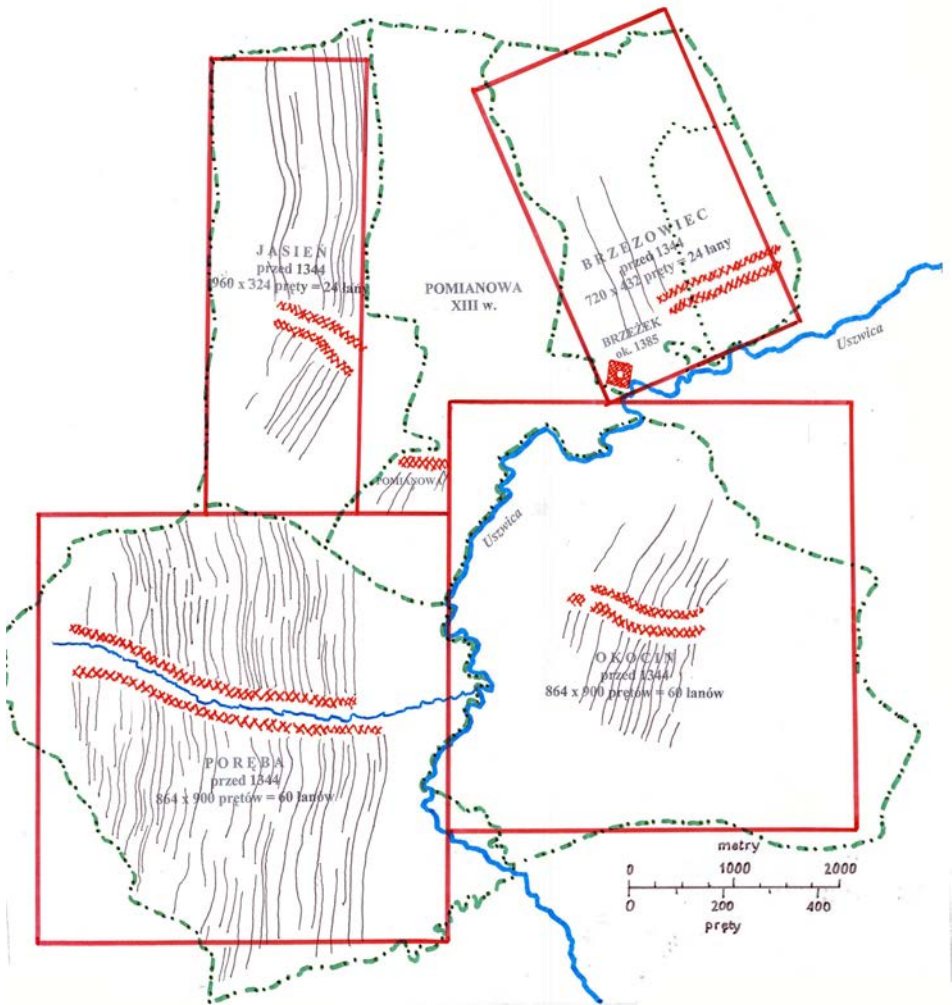 JASIEŃ
przed 1344
960 x 324 pręty = 24 łany
POMIANOWA
XIII w.
BRZEZOWIEC
przed 1344
720 x 432 pręty = 24 łany
BRZEŻEK
ok. 1385
Uszwica
POMIANOWA
Uszwica
OKOCIN
przed 1344
864 x 900 prętów = 60 łanów
PORĘBA
przed 1344
864 x 900 prętów = 60 łanów
metry
0 1000 2000
0 200 400
pręty